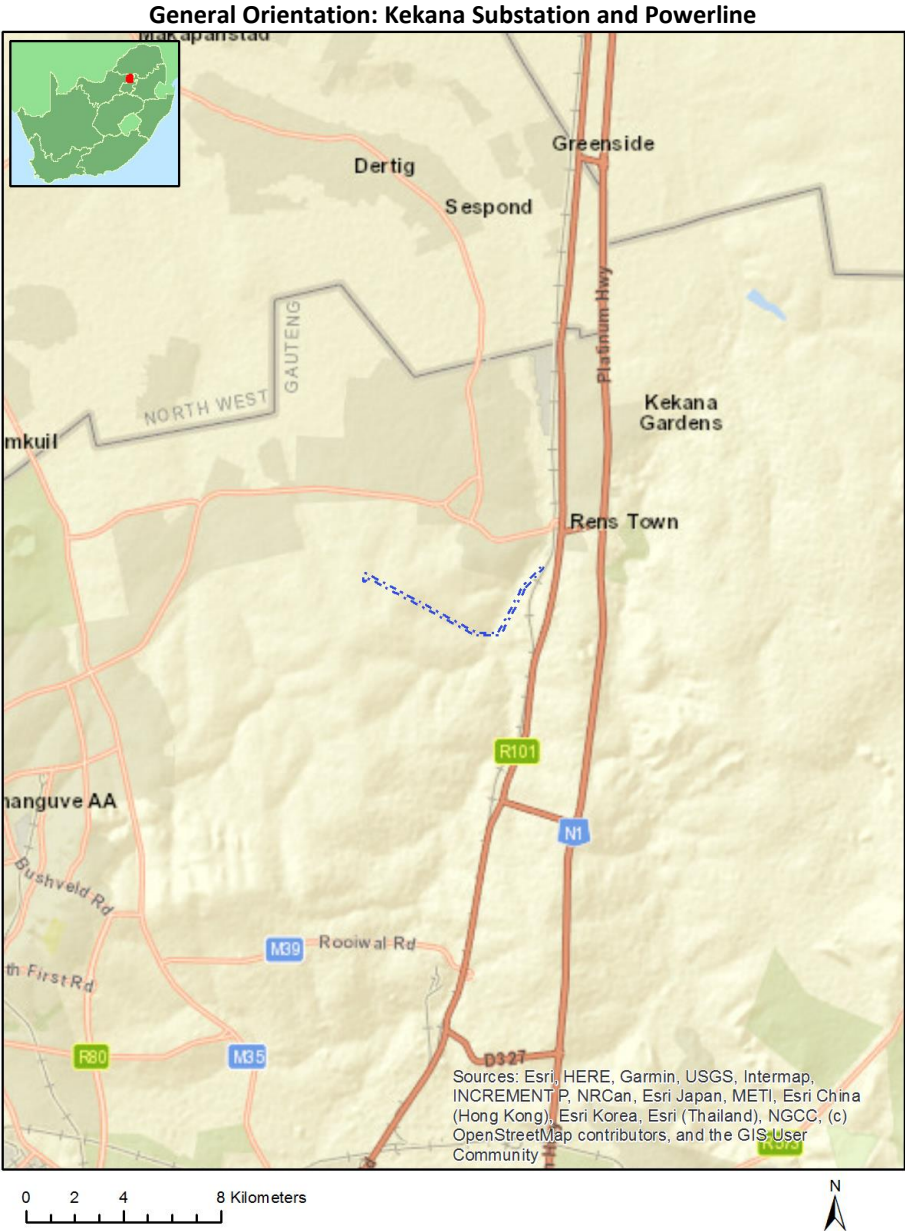 General Orientation: Kekana Substation and Powerline
Makapanstad
Greenside
Dertig
Sespond
Platinum Hwy
GAUTENG
NORTH WEST
Kekana
Gardens
mkuil
Rens Town
R101
nanguve AA
N1
Bushveld Rd
M39
Rooiwal Rd
th First Rd
R80
M35
D327
Sources: Esri, HERE, Garmin, USGS, Intermap,
INCREMENT P, NRCan, Esri Japan, METI, Esri China
(Hong Kong), Esri Korea, Esri (Thailand), NGCC, (c)
OpenStreetMap contributors, and the GIS User
Community
R573
N
0 2 4 8 Kilometers